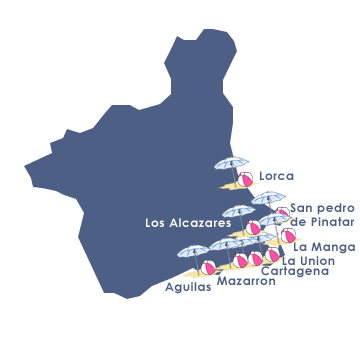 Lorca
San pedro
de Pinatar
Los Alcazares
La Manga
La Union
Cartagena
Mazarron
Aguilas